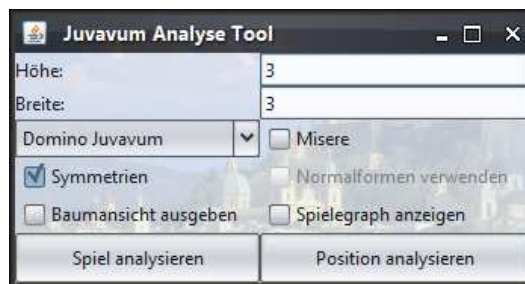 Juvavum Analyse Tool
Höhe: 3
Breite: 3
Domino Juvavum Misere
Symmetrien Normalformen verwenden
Baumansicht ausgeben Spielegraph anzeigen
Spiel analysieren Position analysieren